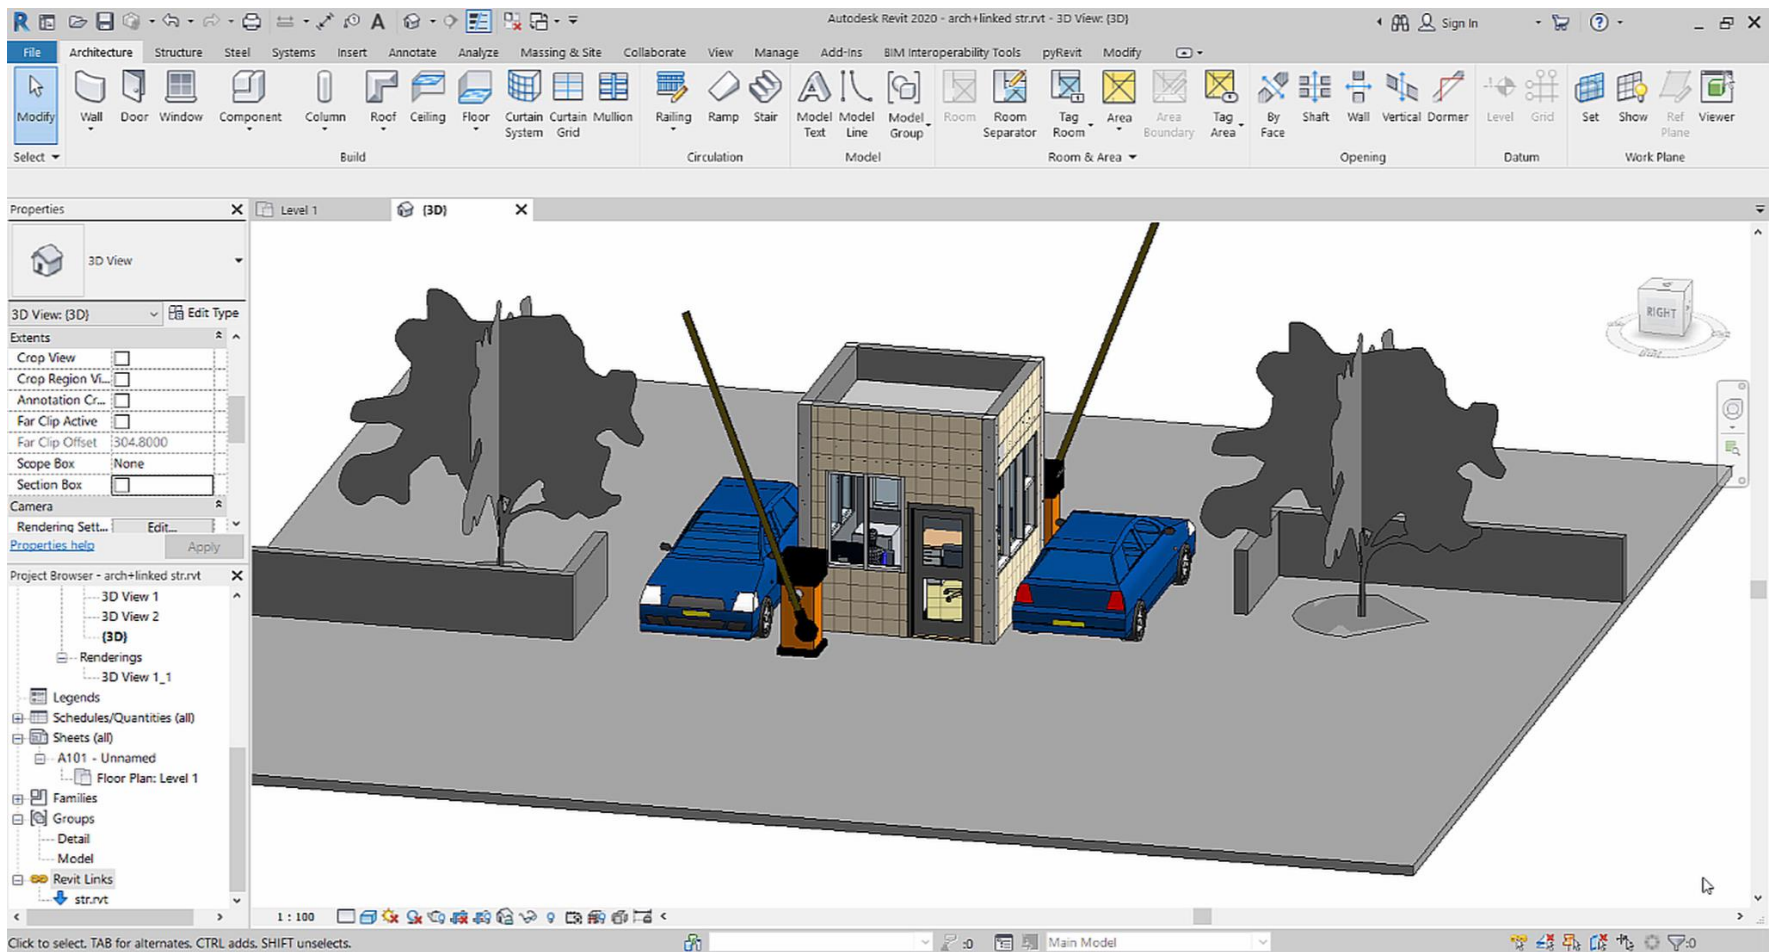 Autodesk Revit 2020 - arch+linked str.rvt - 3D View: {3D}
Sign In
File Architecture Structure Steel Systems Insert Annotate Analyze Massing & Site Collaborate View Manage Add-Ins BIM Interoperability Tools pyRevit Modify
Modify Wall Door Window Component Column Roof Ceiling Floor Curtain System Curtain Grid Mullion Railing Ramp Stair Model Text Model Line Model Group Room Room Separator Tag Room Area Area Boundary Tag Area By Face Shaft Wall Vertical Dormer Level Grid Set Show Ref Plane Viewer
Select Build Circulation Model Room & Area Opening Datum Work Plane
Properties
Level 1
{3D}
3D View
3D View: {3D}
Edit Type
Extents
Crop View
Crop Region Vi...
Annotation Cr...
Far Clip Active
Far Clip Offset 304.8000
Scope Box None
Section Box
Camera
Rendering Sett... Edit...
Properties help Apply
RIGHT
Project Browser - arch+linked str.rvt
3D View 1
3D View 2
{3D}
Renderings
3D View 1_1
Legends
Schedules/Quantities (all)
Sheets (all)
A101 - Unnamed
Floor Plan: Level 1
Families
Groups
Detail
Model
Revit Links
str.rvt
1 : 100
Click to select, TAB for alternates, CTRL adds, SHIFT unselects.
:0
Main Model
:0